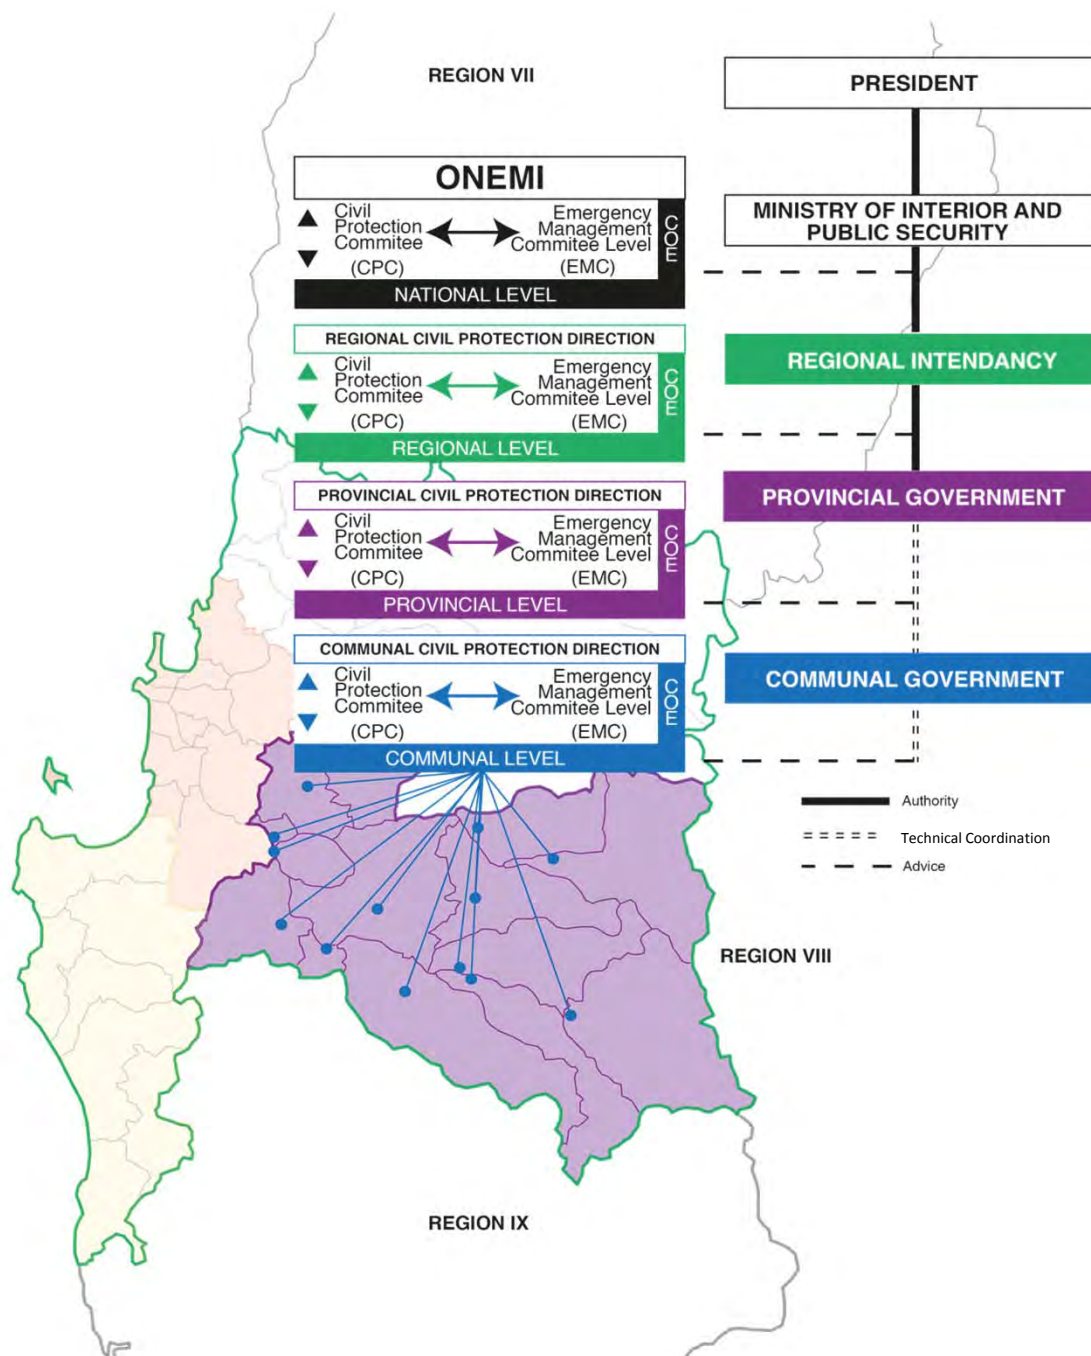 REGION VII
PRESIDENT
ONEMI
Civil
Protection
Commitee
(CPC)
Emergency
Management
Commitee Level
(EMC)
COE
NATIONAL LEVEL
MINISTRY OF INTERIOR AND
PUBLIC SECURITY
REGIONAL CIVIL PROTECTION DIRECTION
Civil
Protection
Commitee
(CPC)
Emergency
Management
Commitee Level
(EMC)
COE
REGIONAL LEVEL
REGIONAL INTENDANCY
PROVINCIAL CIVIL PROTECTION DIRECTION
Civil
Protection
Commitee
(CPC)
Emergency
Management
Commitee Level
(EMC)
COE
PROVINCIAL LEVEL
PROVINCIAL GOVERNMENT
COMMUNAL CIVIL PROTECTION DIRECTION
Civil
Protection
Commitee
(CPC)
Emergency
Management
Commitee Level
(EMC)
COE
COMMUNAL LEVEL
COMMUNAL GOVERNMENT
Authority
Technical Coordination
Advice
REGION VIII
REGION IX